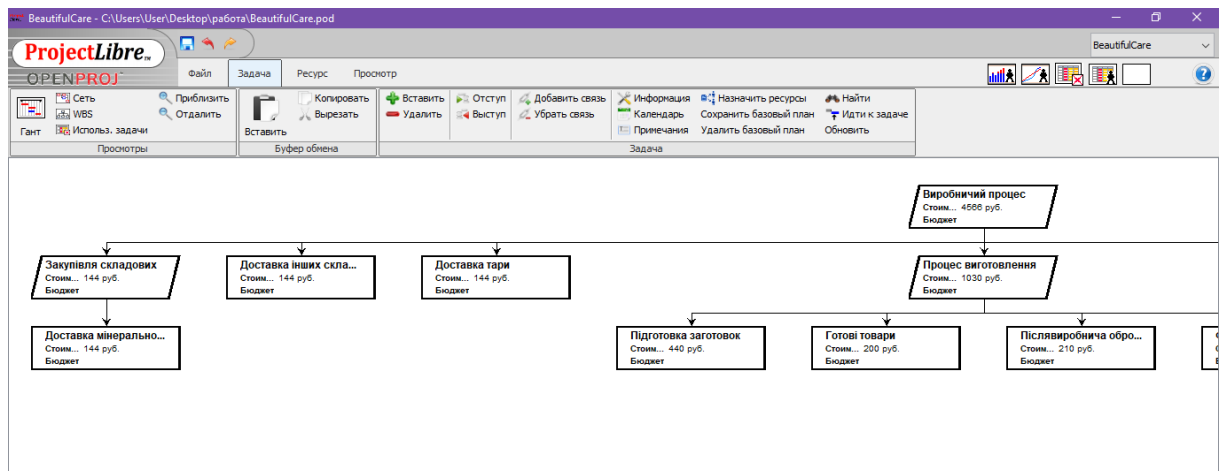 BeautifulCare - C:\Users\User\Desktop\работа\BeautifulCare.pod
ProjectLibre™
BeautifulCare
OPENPROJ
Файл Задача Ресурс Просмотр
Гант
Сеть
WBS
Использ. задачи
Приблизить
Отдалить
Просмотры
Вставить
Копировать
Вырезать
Буфер обмена
Вставить
Удалить
Отступ
Выступ
Добавить связь
Убрать связь
Информация
Календарь
Примечания
Назначить ресурсы
Сохранить базовый план
Удалить базовый план
Найти
Идти к задаче
Обновить
Задача
Виробничий процес
Стоим... 4566 руб.
Бюджет
Закупівля складових
Стоим... 144 руб.
Бюджет
Доставка інших скла...
Стоим... 144 руб.
Бюджет
Доставка тари
Стоим... 144 руб.
Бюджет
Процес виготовлення
Стоим... 1030 руб.
Бюджет
Доставка мінерально...
Стоим... 144 руб.
Бюджет
Підготовка заготовок
Стоим... 440 руб.
Бюджет
Готові товари
Стоим... 200 руб.
Бюджет
Післявиробнича обро...
Стоим... 210 руб.
Бюджет